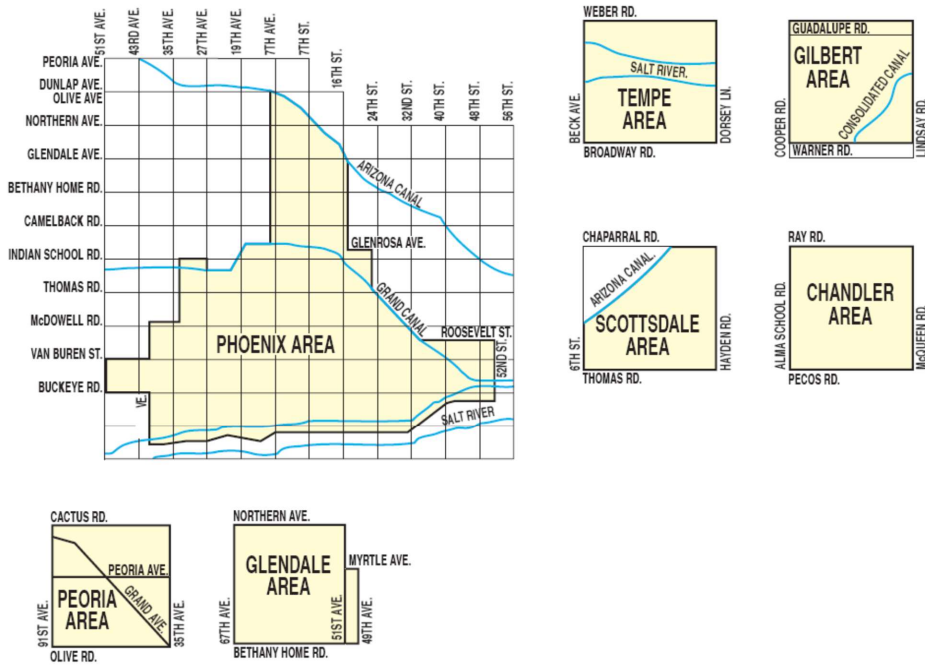 51ST AVE.
43RD AVE.
35TH AVE.
27TH AVE.
19TH AVE.
7TH AVE.
7TH ST.
16TH ST.
24TH ST.
32ND ST.
40TH ST.
48TH ST.
56TH ST.
PEORIA AVE.
DUNLAP AVE.
OLIVE AVE
NORTHERN AVE.
GLENDALE AVE.
BETHANY HOME RD.
CAMELBACK RD.
INDIAN SCHOOL RD.
THOMAS RD.
McDOWELL RD.
VAN BUREN ST.
BUCKEYE RD.
ARIZONA CANAL
GLENROSA AVE.
GRAND CANAL
ROOSEVELT ST.
52ND ST.
PHOENIX AREA
VE.
SALT RIVER
WEBER RD.
SALT RIVER.
TEMPE
AREA
BECK AVE.
DORSEY LN.
BROADWAY RD.
GUADALUPE RD.
GILBERT
AREA
CONSOLIDATED CANAL
COOPER RD.
LINDSAY RD.
WARNER RD.
CHAPARRAL RD.
ARIZONA CANAL.
SCOTTSDALE
AREA
6TH ST.
HAYDEN RD.
THOMAS RD.
RAY RD.
CHANDLER
AREA
ALMA SCHOOL RD.
McQUEEN RD.
PECOS RD.
CACTUS RD.
PEORIA AVE.
PEORIA
AREA
GRAND AVE.
91ST AVE.
35TH AVE.
OLIVE RD.
NORTHERN AVE.
GLENDALE
AREA
MYRTLE AVE.
67TH AVE.
51ST AVE.
49TH AVE.
BETHANY HOME RD.